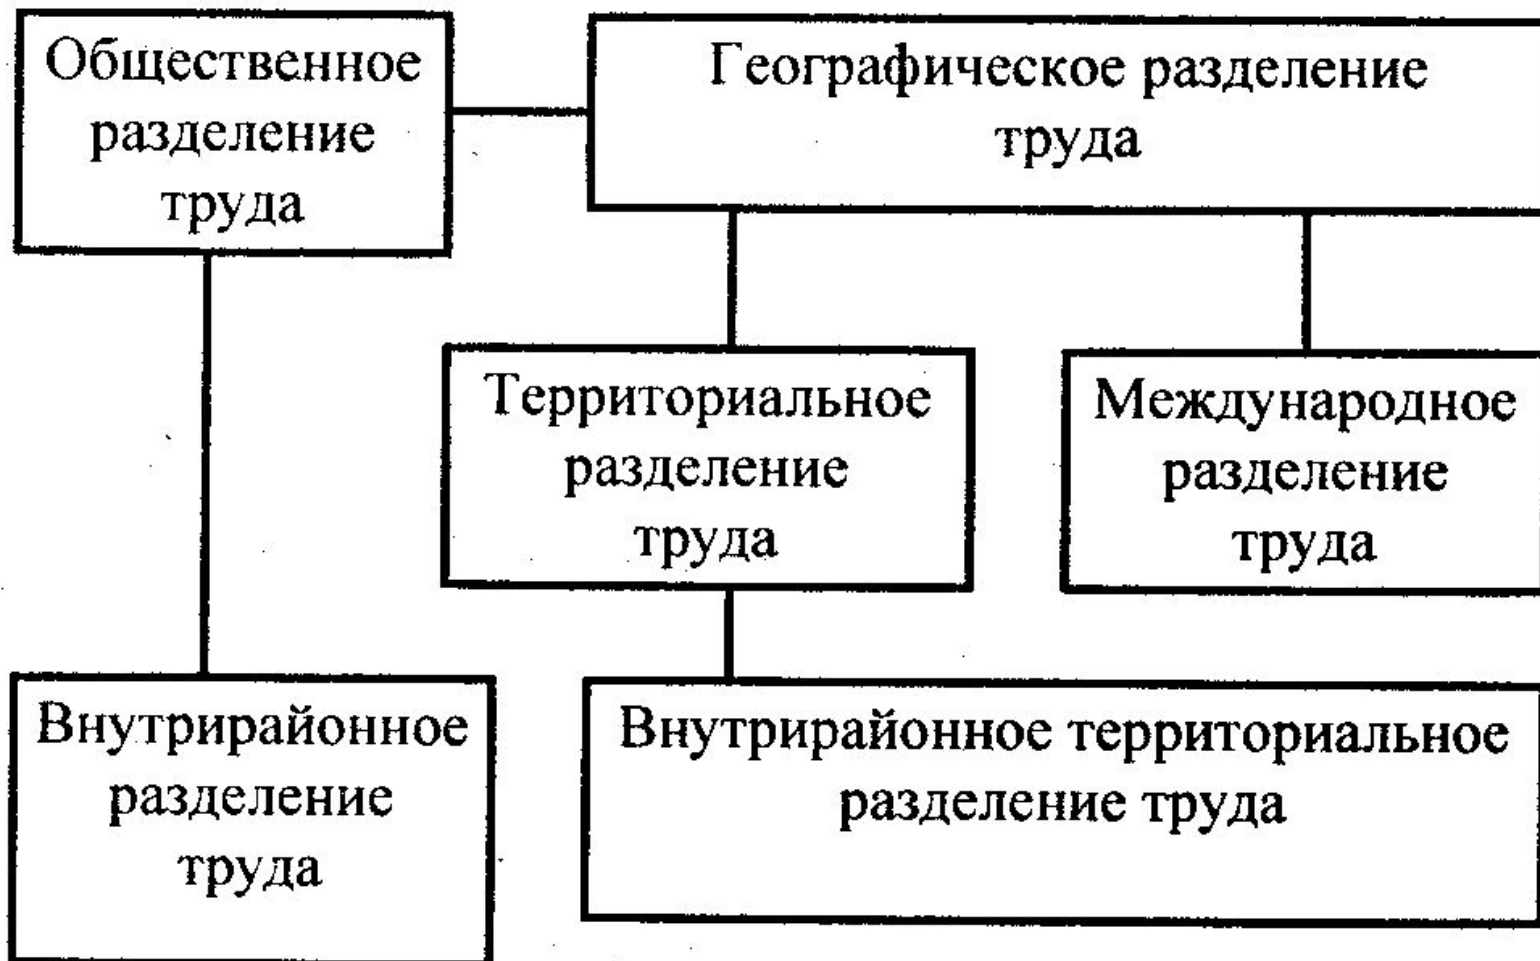 Общественное
разделение
труда
Географическое разделение
труда
Территориальное
разделение
труда
Международное
разделение
труда
Внутрирайонное
разделение
труда
Внутрирайонное территориальное
разделение труда